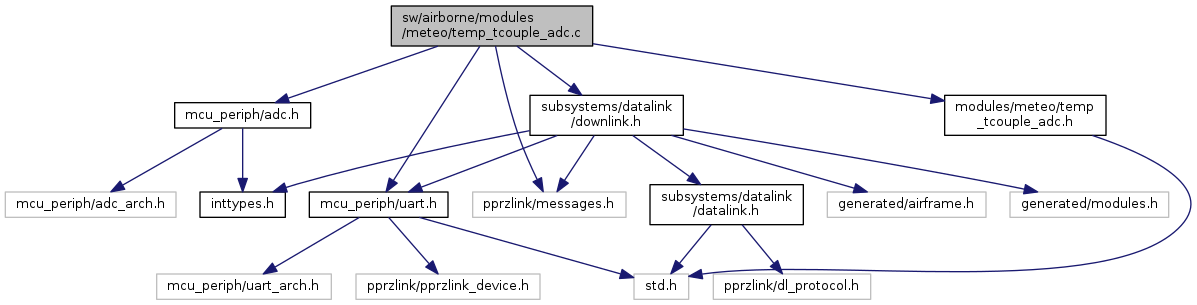 sw/airborne/modules
/meteo/temp_tcouple_adc.c
mcu_periph/adc.h
subsystems/datalink
/downlink.h
modules/meteo/temp
_tcouple_adc.h
mcu_periph/adc_arch.h
inttypes.h
mcu_periph/uart.h
pprzlink/messages.h
subsystems/datalink
/datalink.h
generated/airframe.h
generated/modules.h
mcu_periph/uart_arch.h
pprzlink/pprzlink_device.h
std.h
pprzlink/dl_protocol.h